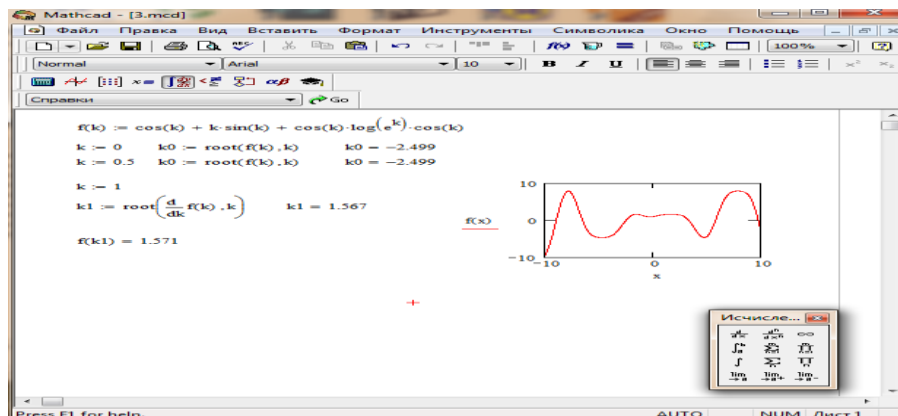 Mathcad - [3.mcd]
Файл Правка Вид Вставить Формат Инструменты Символика Окно Помощь
100%
Normal Arial 10 B I U
αβ
Справки Go
f(k) := cos(k) + k·sin(k) + cos(k)·log(e^k)·cos(k)
k := 0 k0 := root(f(k),k) k0 = -2.499
k := 0.5 k0 := root(f(k),k) k0 = -2.499
k := 1
k1 := root(d/dk f(k),k) k1 = 1.567
f(k1) = 1.571
10
f(x) 0
-10
-10 0 10
x
Исчисле...
Press F1 for help. AUTO NUM Лист 1